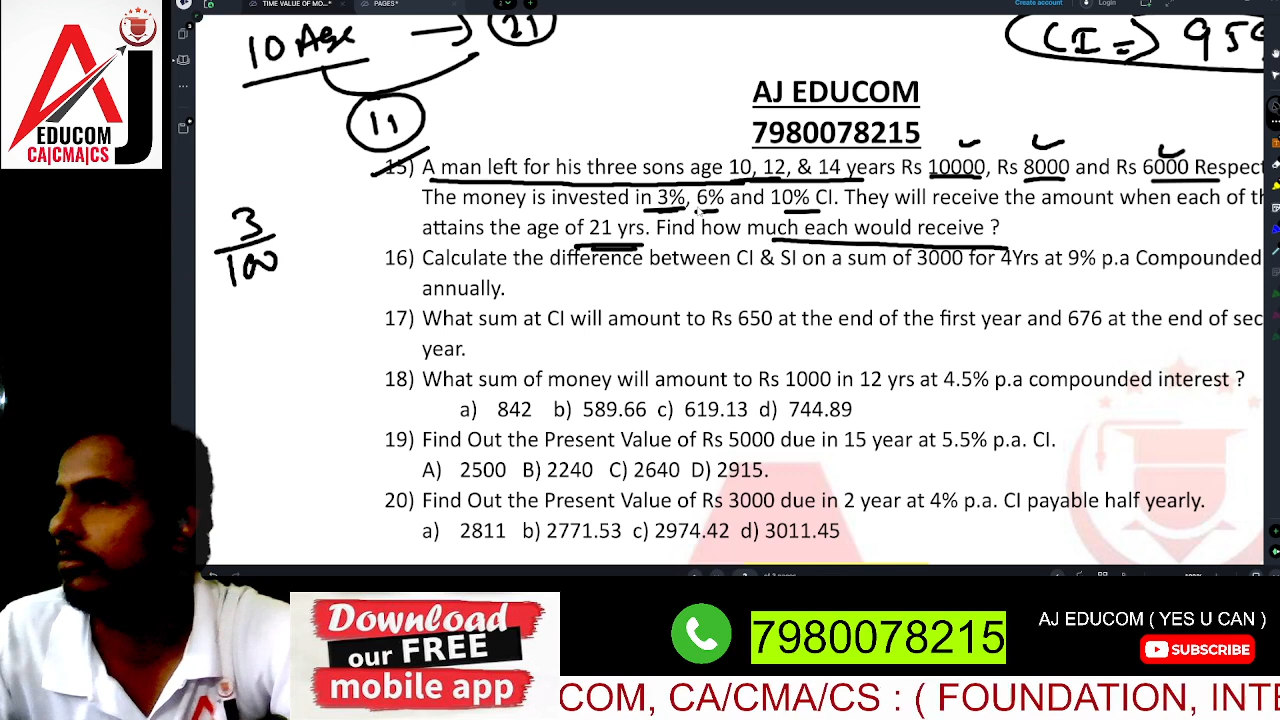 TIME VALUE OF MO...* PAGES* Create account Login
10 Age → 21 CI ⇒ 959
11
EDUCOM
CA|CMA|CS
AJ EDUCOM
7980078215
15) A man left for his three sons age 10, 12, & 14 years Rs 10000, Rs 8000 and Rs 6000 Respect
The money is invested in 3%, 6% and 10% CI. They will receive the amount when each of th
attains the age of 21 yrs. Find how much each would receive ?
3
100
16) Calculate the difference between CI & SI on a sum of 3000 for 4Yrs at 9% p.a Compounded
annually.
17) What sum at CI will amount to Rs 650 at the end of the first year and 676 at the end of sec
year.
18) What sum of money will amount to Rs 1000 in 12 yrs at 4.5% p.a compounded interest ?
a) 842 b) 589.66 c) 619.13 d) 744.89
19) Find Out the Present Value of Rs 5000 due in 15 year at 5.5% p.a. CI.
A) 2500 B) 2240 C) 2640 D) 2915.
20) Find Out the Present Value of Rs 3000 due in 2 year at 4% p.a. CI payable half yearly.
a) 2811 b) 2771.53 c) 2974.42 d) 3011.45
Download
our FREE
mobile app
7980078215
AJ EDUCOM ( YES U CAN )
SUBSCRIBE
COM, CA/CMA/CS : ( FOUNDATION, INTE